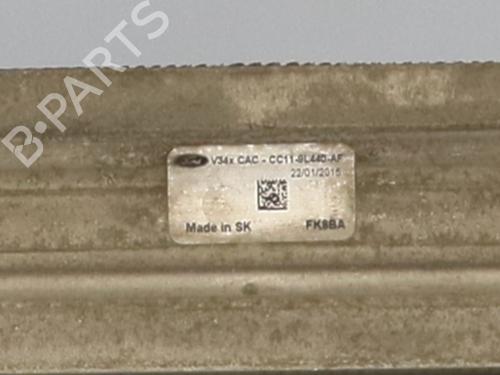 B-PARTS
Ford V34x CAC - CC11-9L440-AF
22/01/2015
Made in SK FK8BA